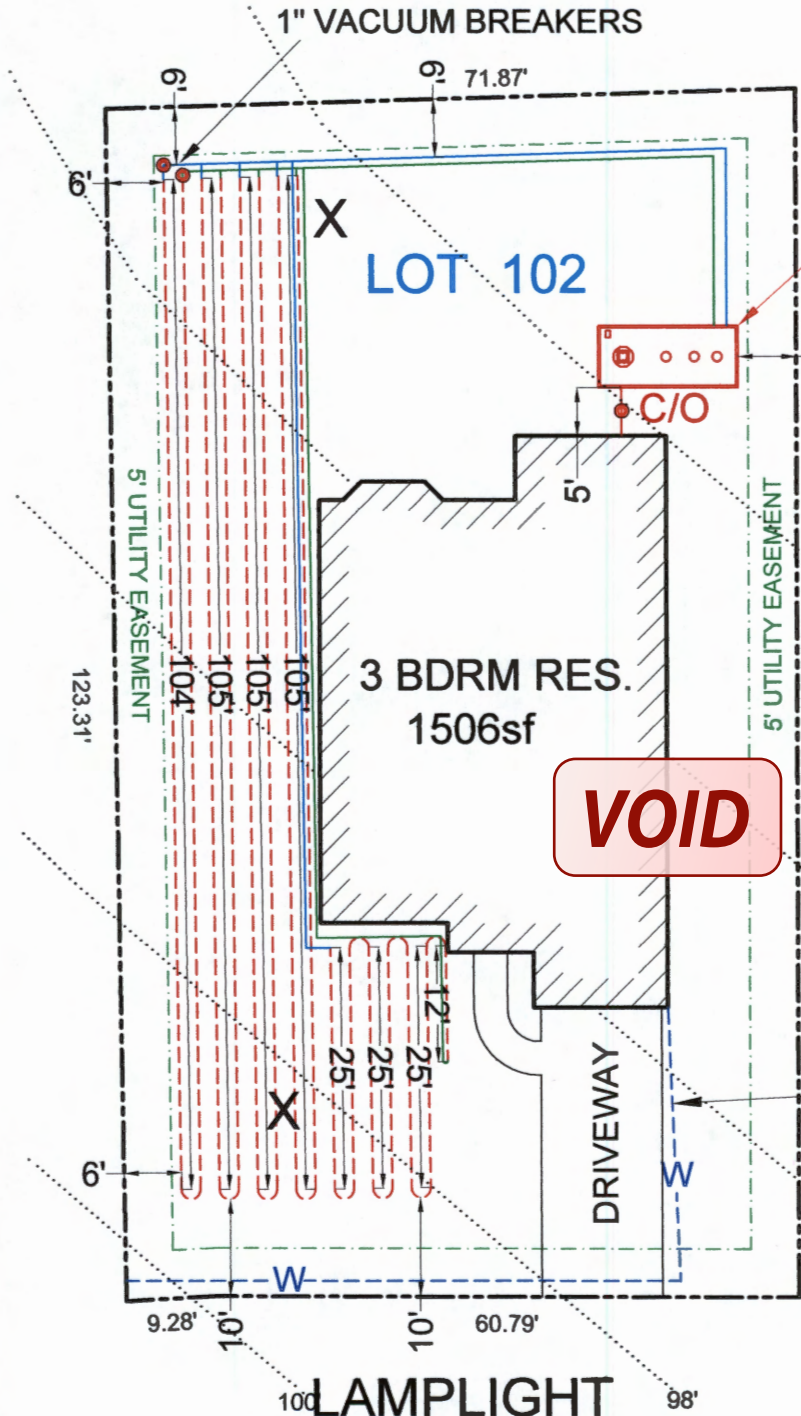 1" VACUUM BREAKERS
6'
6'
71.87'
6'
X
LOT 102
C/O
5'
5' UTILITY EASEMENT
5' UTILITY EASEMENT
123.31'
104'
105'
105'
105'
3 BDRM RES.
1506sf
VOID
12'
25'
25'
25'
X
DRIVEWAY
6'
W
W
9.28'
10'
10'
60.79'
100'
LAMPLIGHT
98'